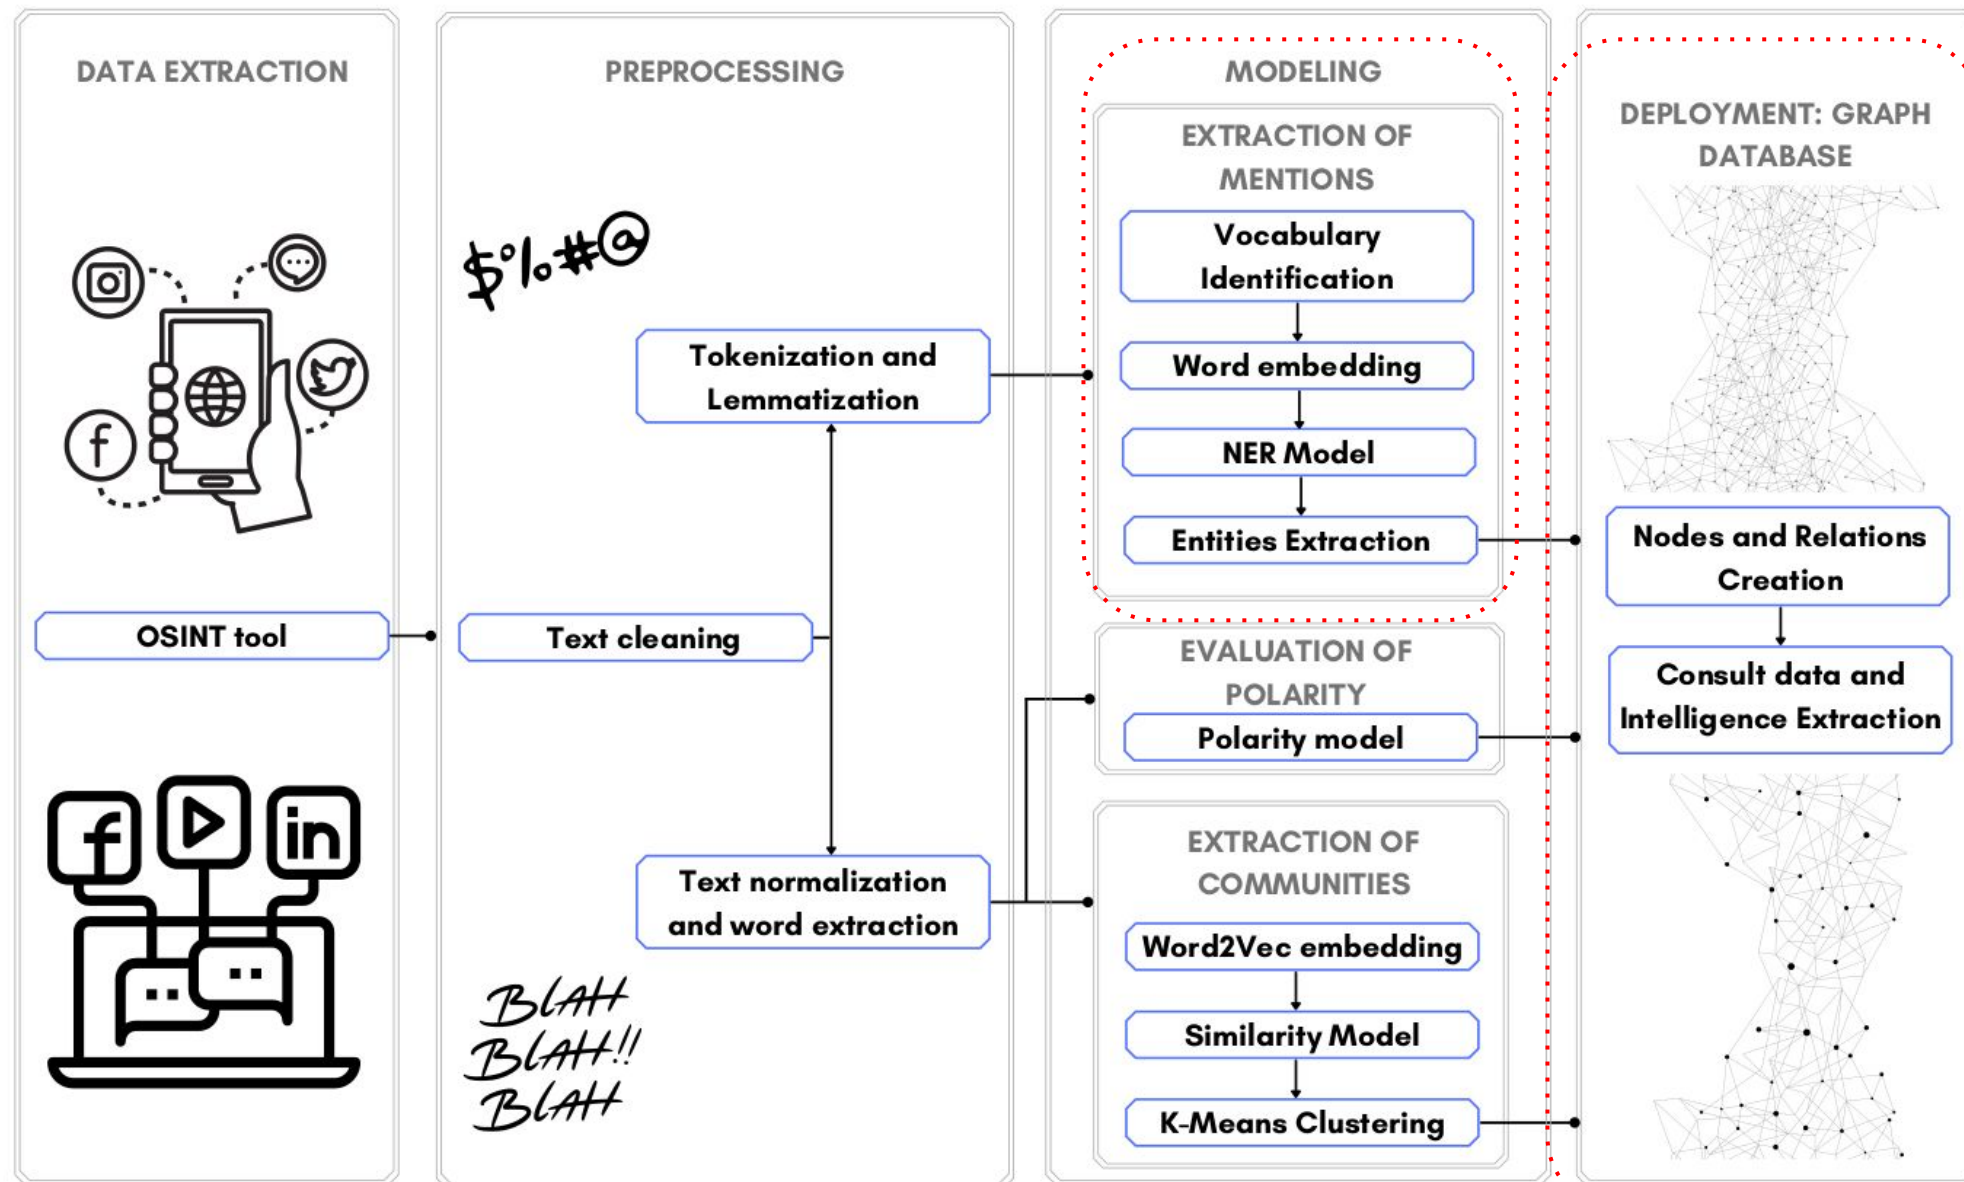 DATA EXTRACTION
OSINT tool
f
f
in
PREPROCESSING
$%#@
Tokenization and
Lemmatization
Text cleaning
Text normalization
and word extraction
BLAH
BLAH!!
BLAH
MODELING
EXTRACTION OF
MENTIONS
Vocabulary
Identification
Word embedding
NER Model
Entities Extraction
EVALUATION OF
POLARITY
Polarity model
EXTRACTION OF
COMMUNITIES
Word2Vec embedding
Similarity Model
K-Means Clustering
DEPLOYMENT: GRAPH
DATABASE
Nodes and Relations
Creation
Consult data and
Intelligence Extraction